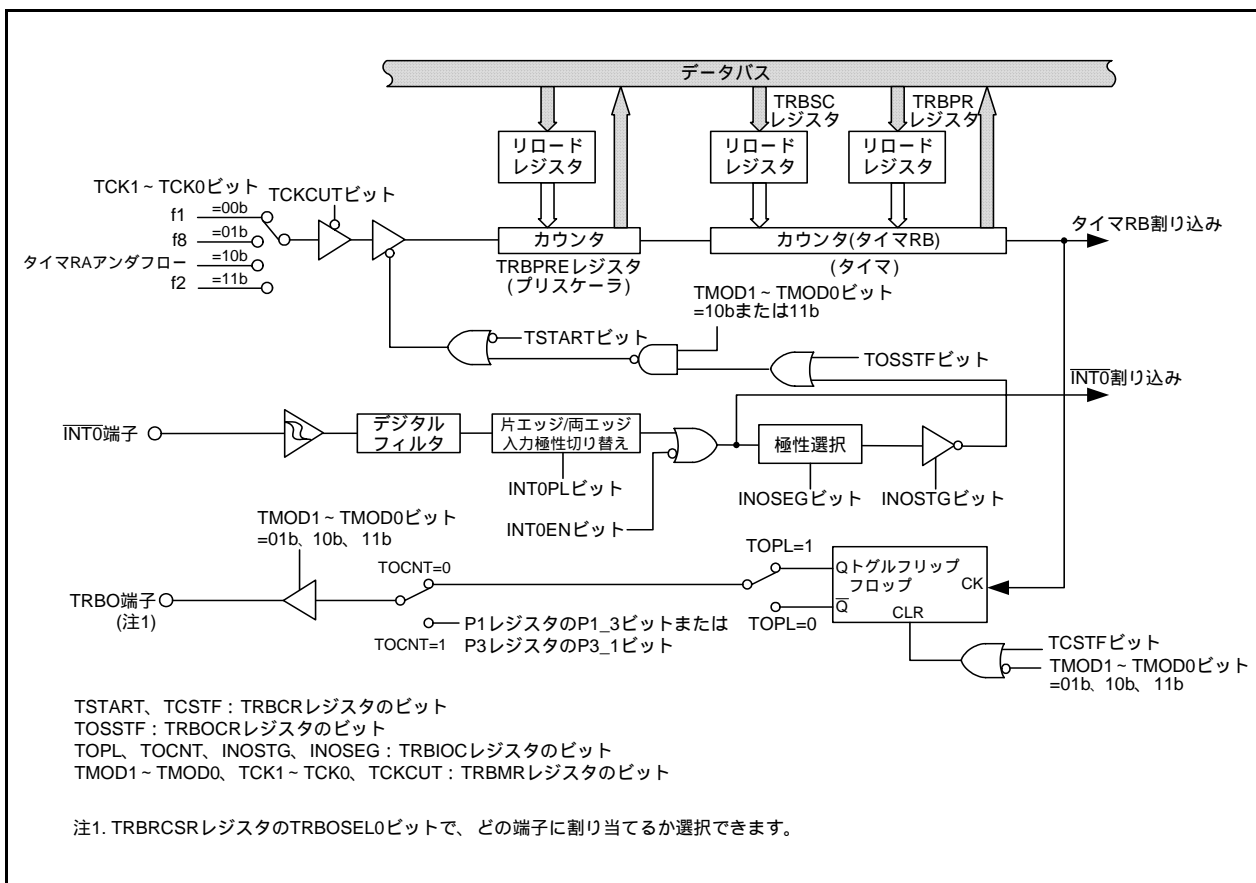 データバス
TRBSC
レジスタ
TRBPR
レジスタ
リロード
レジスタ
リロード
レジスタ
リロード
レジスタ
TCK1~TCK0ビット
TCKCUTビット
f1
=00b
f8
=01b
タイマRAアンダフロー
=10b
f2
=11b
カウンタ
TRBPREレジスタ
(プリスケーラ)
カウンタ(タイマRB)
(タイマ)
タイマRB割り込み
TMOD1~TMOD0ビット
=10bまたは11b
TSTARTビット
TOSSTFビット
INT0割り込み
INT0端子
デジタル
フィルタ
片エッジ/両エッジ
入力極性切り替え
極性選択
INT0PLビット
INOSEGビット
INOSTGビット
INT0ENビット
TMOD1~TMOD0ビット
=01b、10b、11b
TOCNT=0
TOPL=1
Qトグルフリップ
フロップ
CK
Q
CLR
TRBO端子
(注1)
TOPL=0
P1レジスタのP1_3ビットまたは
TOCNT=1 P3レジスタのP3_1ビット
TCSTFビット
TMOD1~TMOD0ビット
=01b、10b、11b
TSTART、TCSTF:TRBCRレジスタのビット
TOSSTF:TRBOCRレジスタのビット
TOPL、TOCNT、INOSTG、INOSEG:TRBIOCレジスタのビット
TMOD1~TMOD0、TCK1~TCK0、TCKCUT:TRBMRレジスタのビット
注1. TRBRCSRレジスタのTRBOSEL0ビットで、どの端子に割り当てるか選択できます。